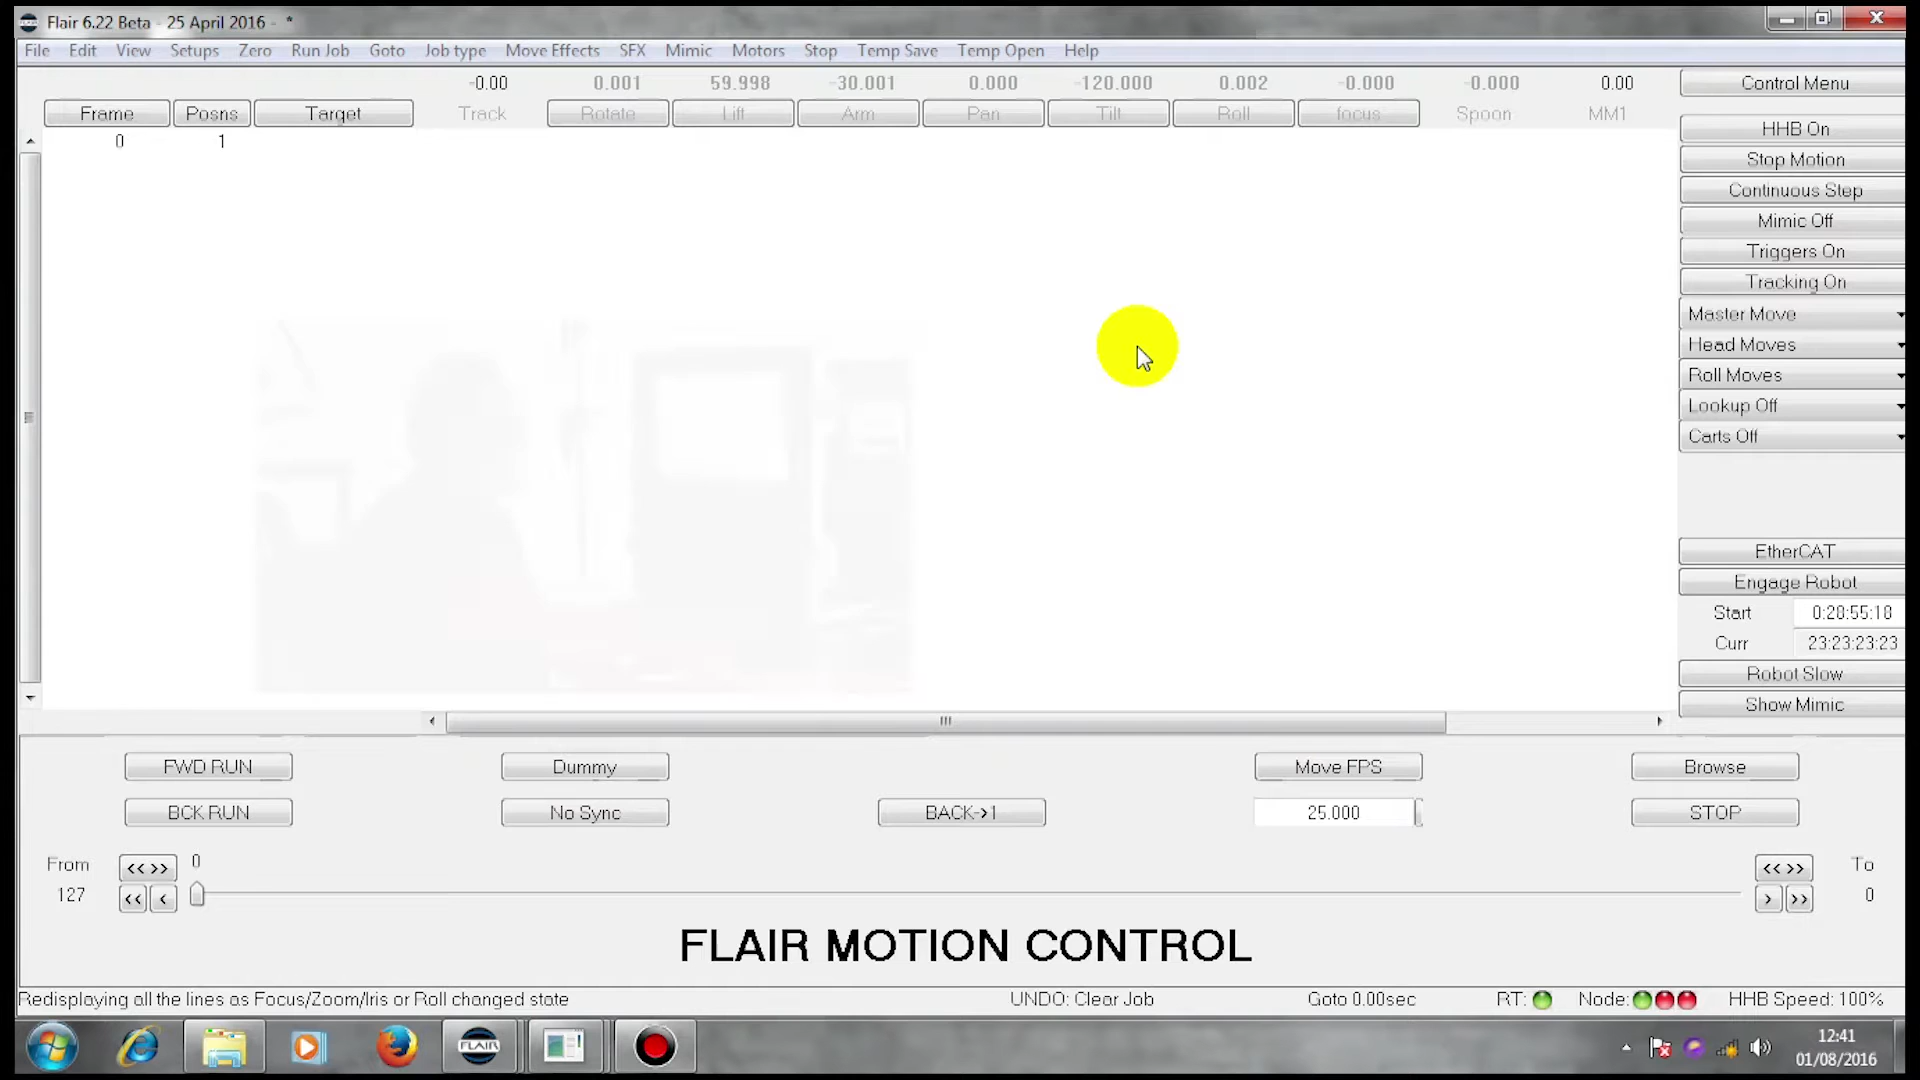 Flair 6.22 Beta - 25 April 2016 - *
File Edit View Setups Zero Run Job Goto Job type Move Effects SFX Mimic Motors Stop Temp Save Temp Open Help
-0.00 0.001 59.998 -30.001 0.000 -120.000 0.002 -0.000 -0.000 0.00
Frame Posns Target Track Rotate Lift Arm Pan Tilt Roll focus Spoon MM1
0 1
Control Menu
HHB On
Stop Motion
Continuous Step
Mimic Off
Triggers On
Tracking On
Master Move
Head Moves
Roll Moves
Lookup Off
Carts Off
EtherCAT
Engage Robot
Start 0:28:55:18
Curr 23:23:23:23
Robot Slow
Show Mimic
FWD RUN Dummy Move FPS Browse
BCK RUN No Sync BACK->1 25.000 STOP
From << >> 0 << >> To
127 << < > >> 0
FLAIR MOTION CONTROL
Redisplaying all the lines as Focus/Zoom/Iris or Roll changed state UNDO: Clear Job Goto 0.00sec RT: Node: HHB Speed: 100%
FLAIR
12:41
01/08/2016